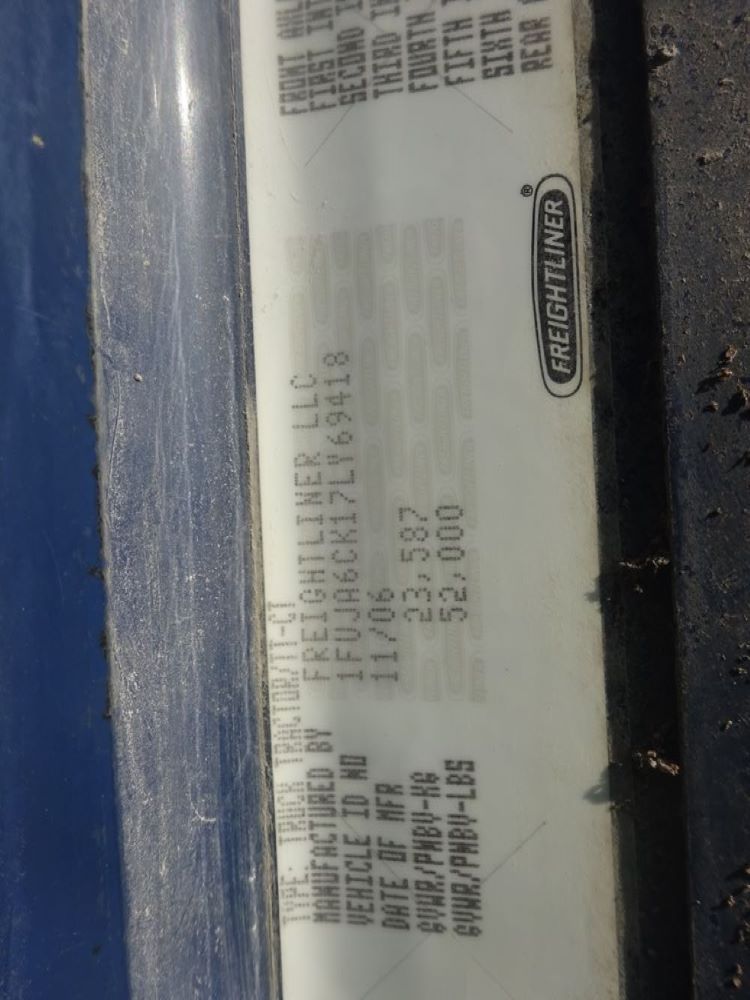 TYPE: TRUCK TRACTOR/TT-CT
MANUFACTURED BY FREIGHTLINER LLC
VEHICLE ID NO 1FUJA6CK17LY69418
DATE OF MFR 11/06
GVWR/PNBV-KG 23,587
GVWR/PNBV-LBS 52,000
FRONT
FIRST INT
SECOND
THIRD
FOURTH
FIFTH
SIXTH
REAR
FREIGHTLINER®